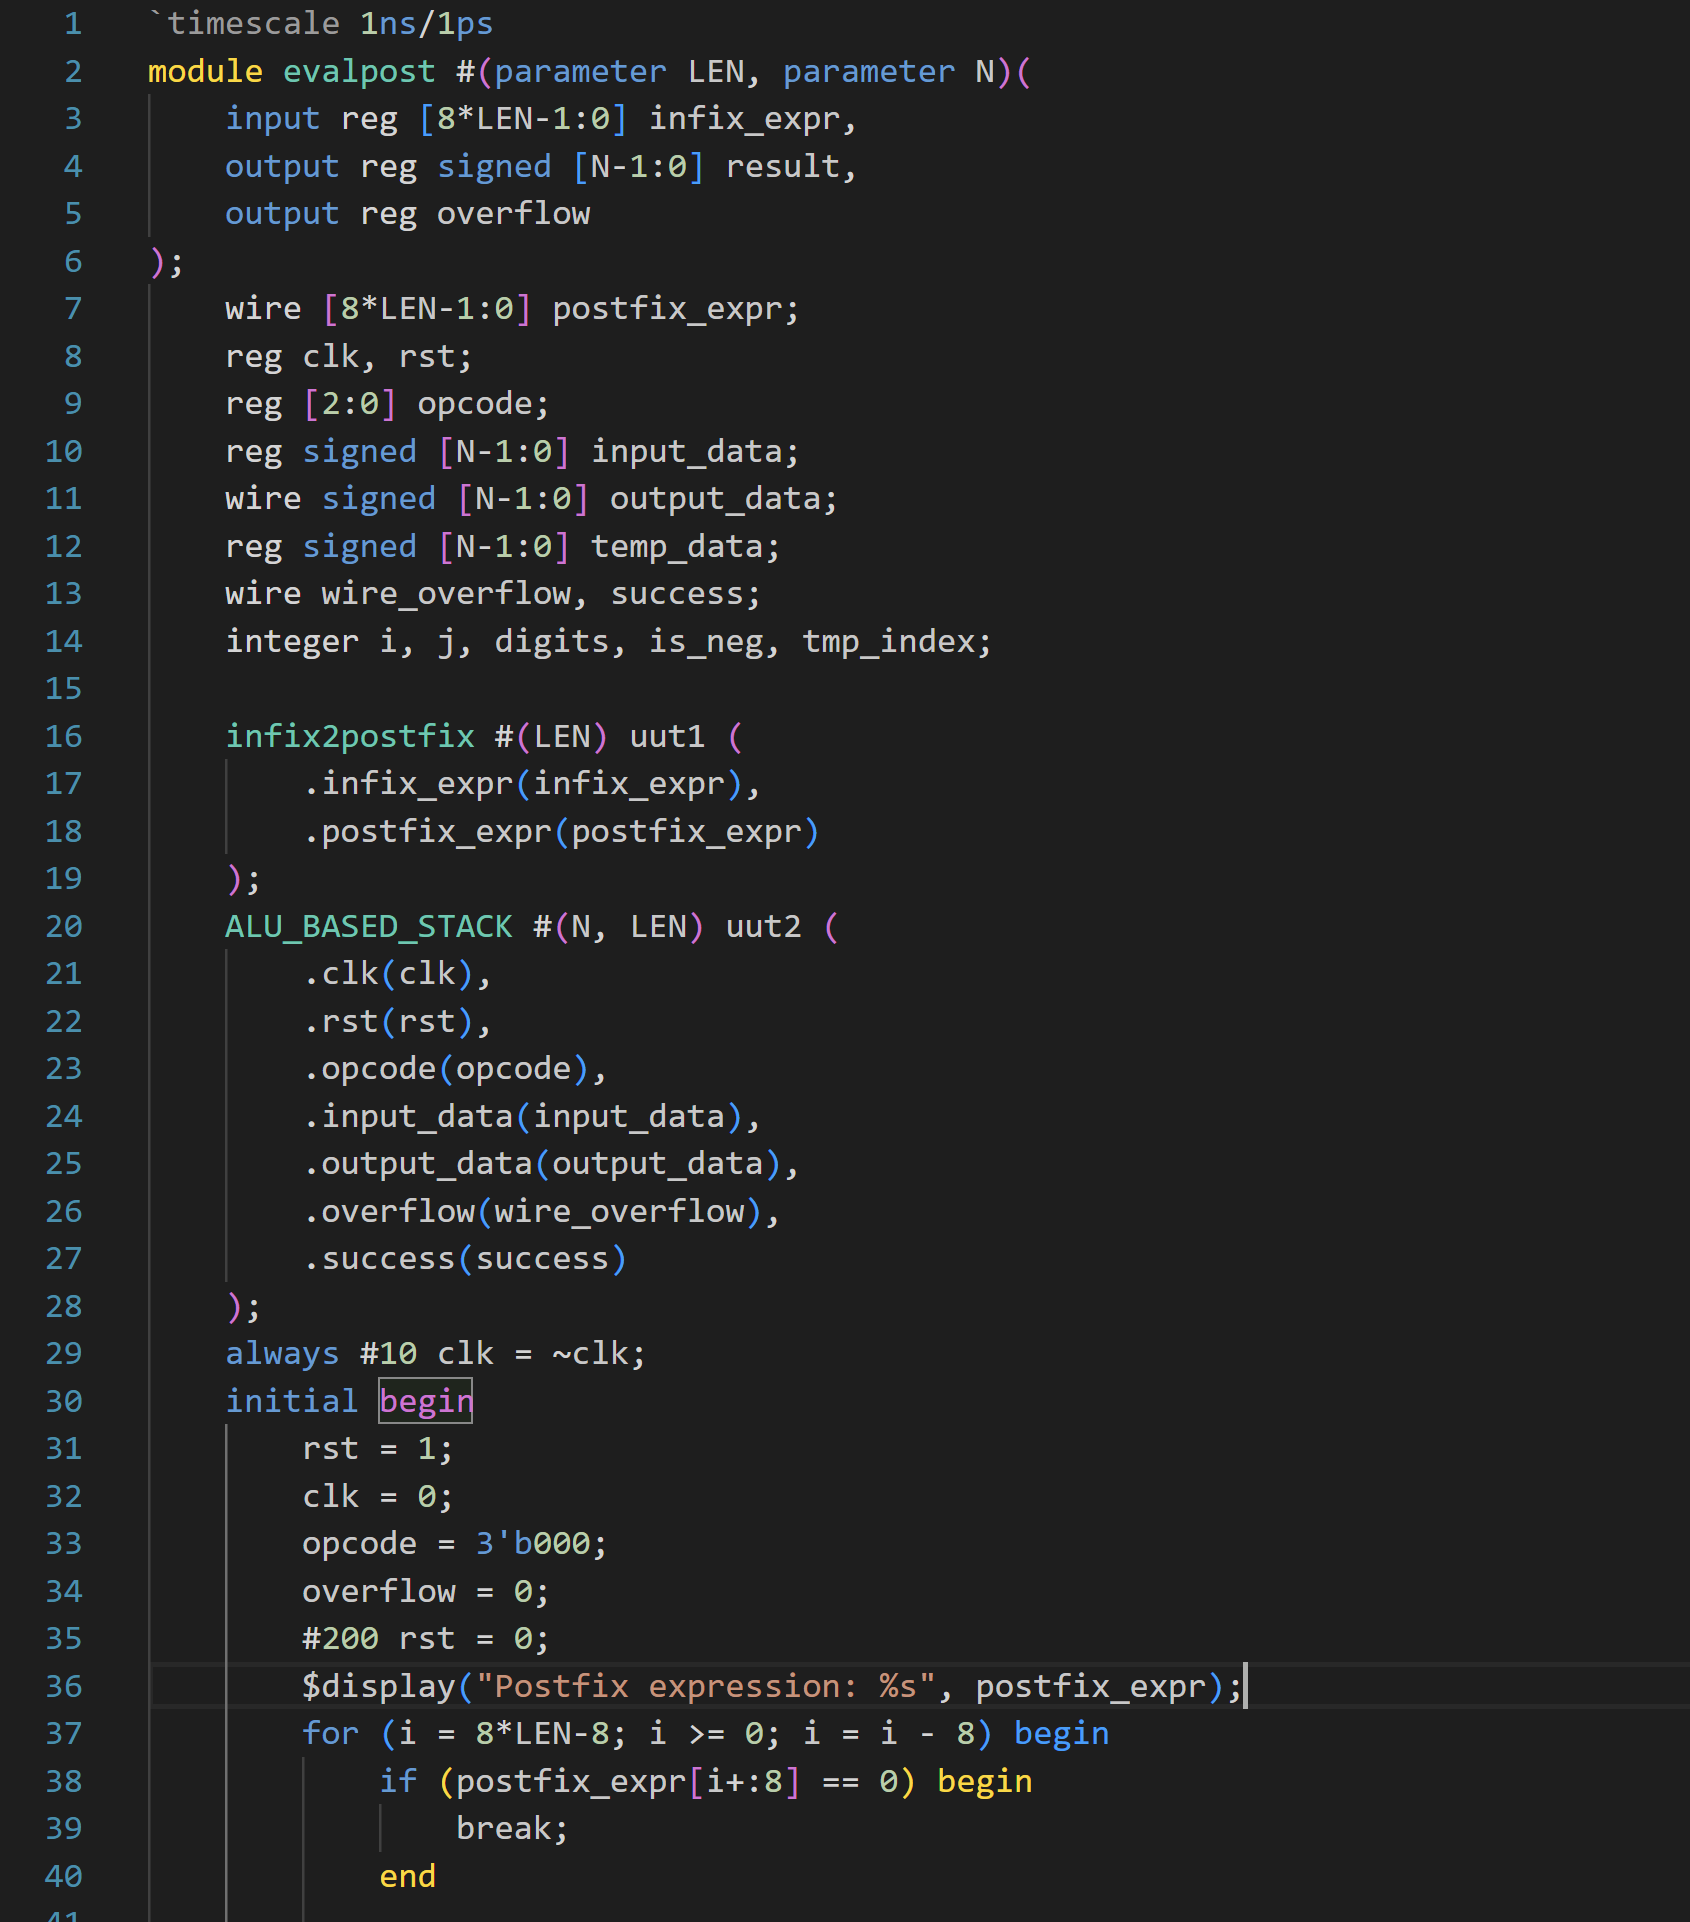 1 `timescale 1ns/1ps
2 module evalpost #(parameter LEN, parameter N)(
3     input reg [8*LEN-1:0] infix_expr,
4     output reg signed [N-1:0] result,
5     output reg overflow
6 );
7     wire [8*LEN-1:0] postfix_expr;
8     reg clk, rst;
9     reg [2:0] opcode;
10     reg signed [N-1:0] input_data;
11     wire signed [N-1:0] output_data;
12     reg signed [N-1:0] temp_data;
13     wire wire_overflow, success;
14     integer i, j, digits, is_neg, tmp_index;
15
16     infix2postfix #(LEN) uut1 (
17         .infix_expr(infix_expr),
18         .postfix_expr(postfix_expr)
19     );
20     ALU_BASED_STACK #(N, LEN) uut2 (
21         .clk(clk),
22         .rst(rst),
23         .opcode(opcode),
24         .input_data(input_data),
25         .output_data(output_data),
26         .overflow(wire_overflow),
27         .success(success)
28     );
29     always #10 clk = ~clk;
30     initial begin
31         rst = 1;
32         clk = 0;
33         opcode = 3'b000;
34         overflow = 0;
35         #200 rst = 0;
36         $display("Postfix expression: %s", postfix_expr);
37         for (i = 8*LEN-8; i >= 0; i = i - 8) begin
38             if (postfix_expr[i+:8] == 0) begin
39                 break;
40             end
41